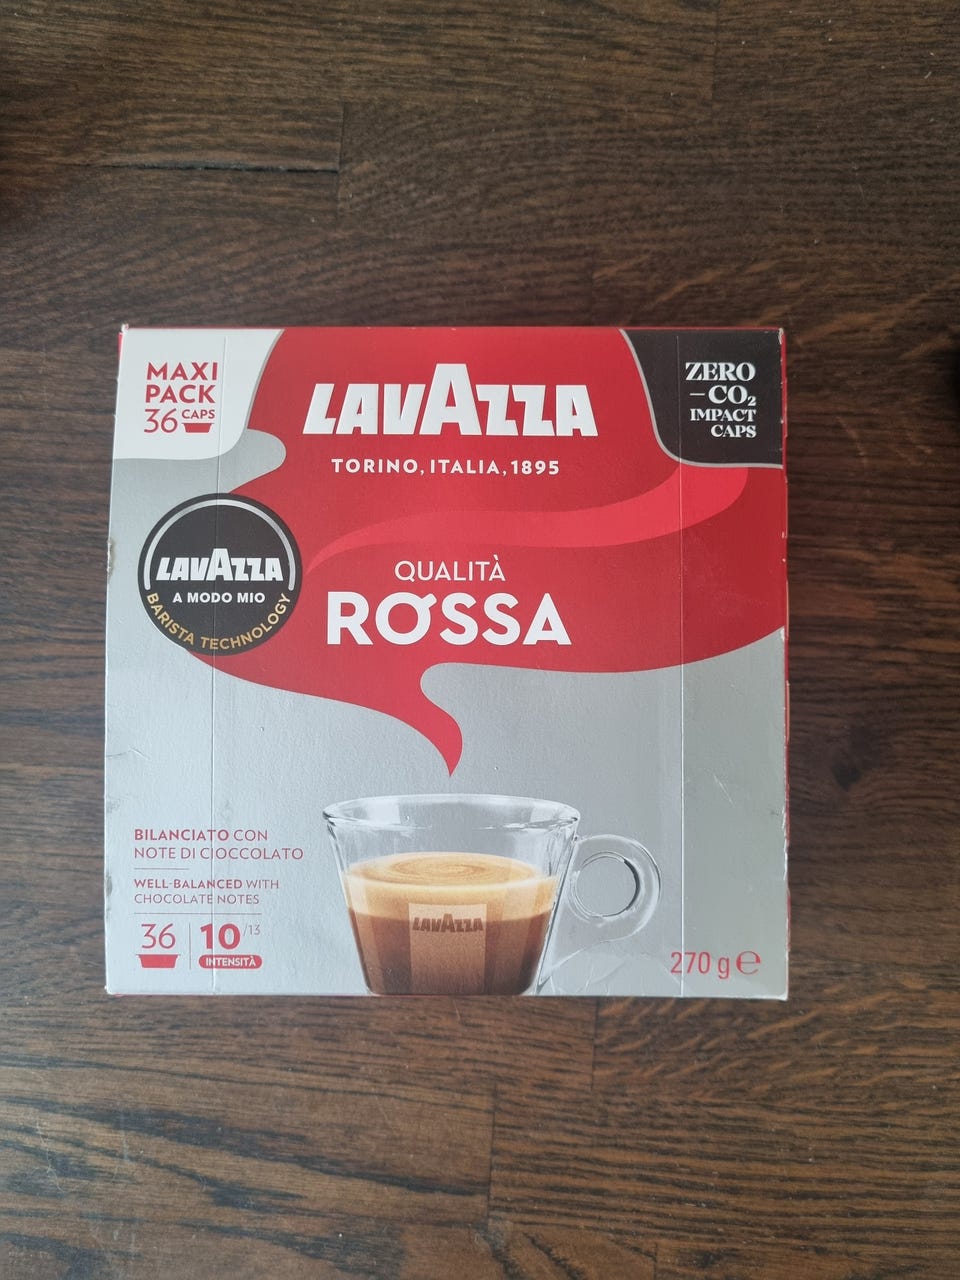 MAXI
PACK
36 CAPS
LAVAZZA
TORINO, ITALIA, 1895
ZERO
–CO₂
IMPACT
CAPS
LAVAZZA
A MODO MIO
BARISTA TECHNOLOGY
QUALITÀ
ROSSA
BILANCIATO CON
NOTE DI CIOCCOLATO
WELL-BALANCED WITH
CHOCOLATE NOTES
36
10/13
INTENSITÀ
LAVAZZA
270 g ℮